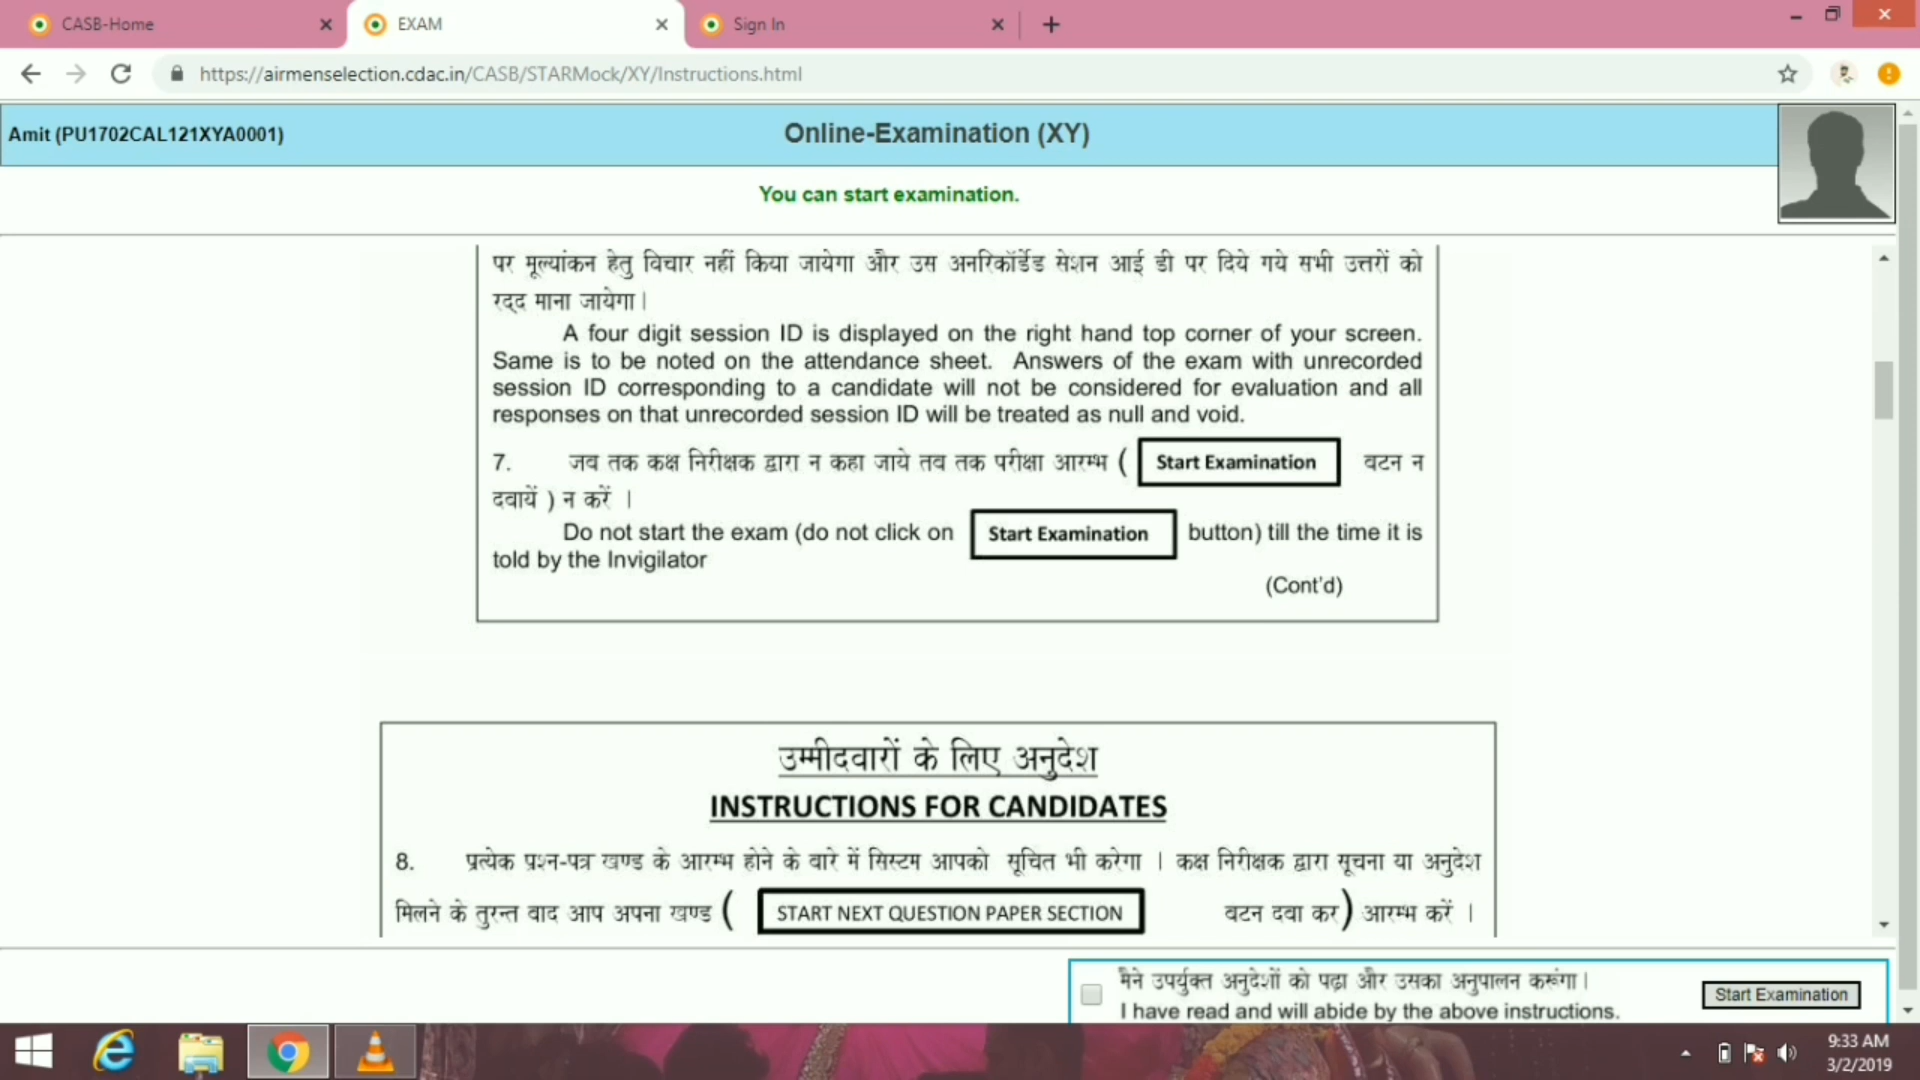 CASB-Home
EXAM
Sign In
https://airmenselection.cdac.in/CASB/STARMock/XY/Instructions.html
Amit (PU1702CAL121XYA0001)
Online-Examination (XY)
You can start examination.
पर मूल्यांकन हेतु विचार नहीं किया जायेगा और उस अनरिकॉर्डेड सेशन आई डी पर दिये गये सभी उत्तरों को
रद्द माना जायेगा।
A four digit session ID is displayed on the right hand top corner of your screen.
Same is to be noted on the attendance sheet. Answers of the exam with unrecorded
session ID corresponding to a candidate will not be considered for evaluation and all
responses on that unrecorded session ID will be treated as null and void.
7. जब तक कक्ष निरीक्षक द्वारा न कहा जाये तब तक परीक्षा आरम्भ ( Start Examination बटन न
दबायें ) न करें ।
Do not start the exam (do not click on Start Examination button) till the time it is
told by the Invigilator
(Cont'd)
उम्मीदवारों के लिए अनुदेश
INSTRUCTIONS FOR CANDIDATES
8. प्रत्येक प्रश्न-पत्र खण्ड के आरम्भ होने के बारे में सिस्टम आपको सूचित भी करेगा । कक्ष निरीक्षक द्वारा सूचना या अनुदेश
मिलने के तुरन्त बाद आप अपना खण्ड ( START NEXT QUESTION PAPER SECTION बटन दबा कर) आरम्भ करें ।
मैने उपर्युक्त अनुदेशों को पढ़ा और उसका अनुपालन करूंगा।
I have read and will abide by the above instructions.
Start Examination
9:33 AM
3/2/2019